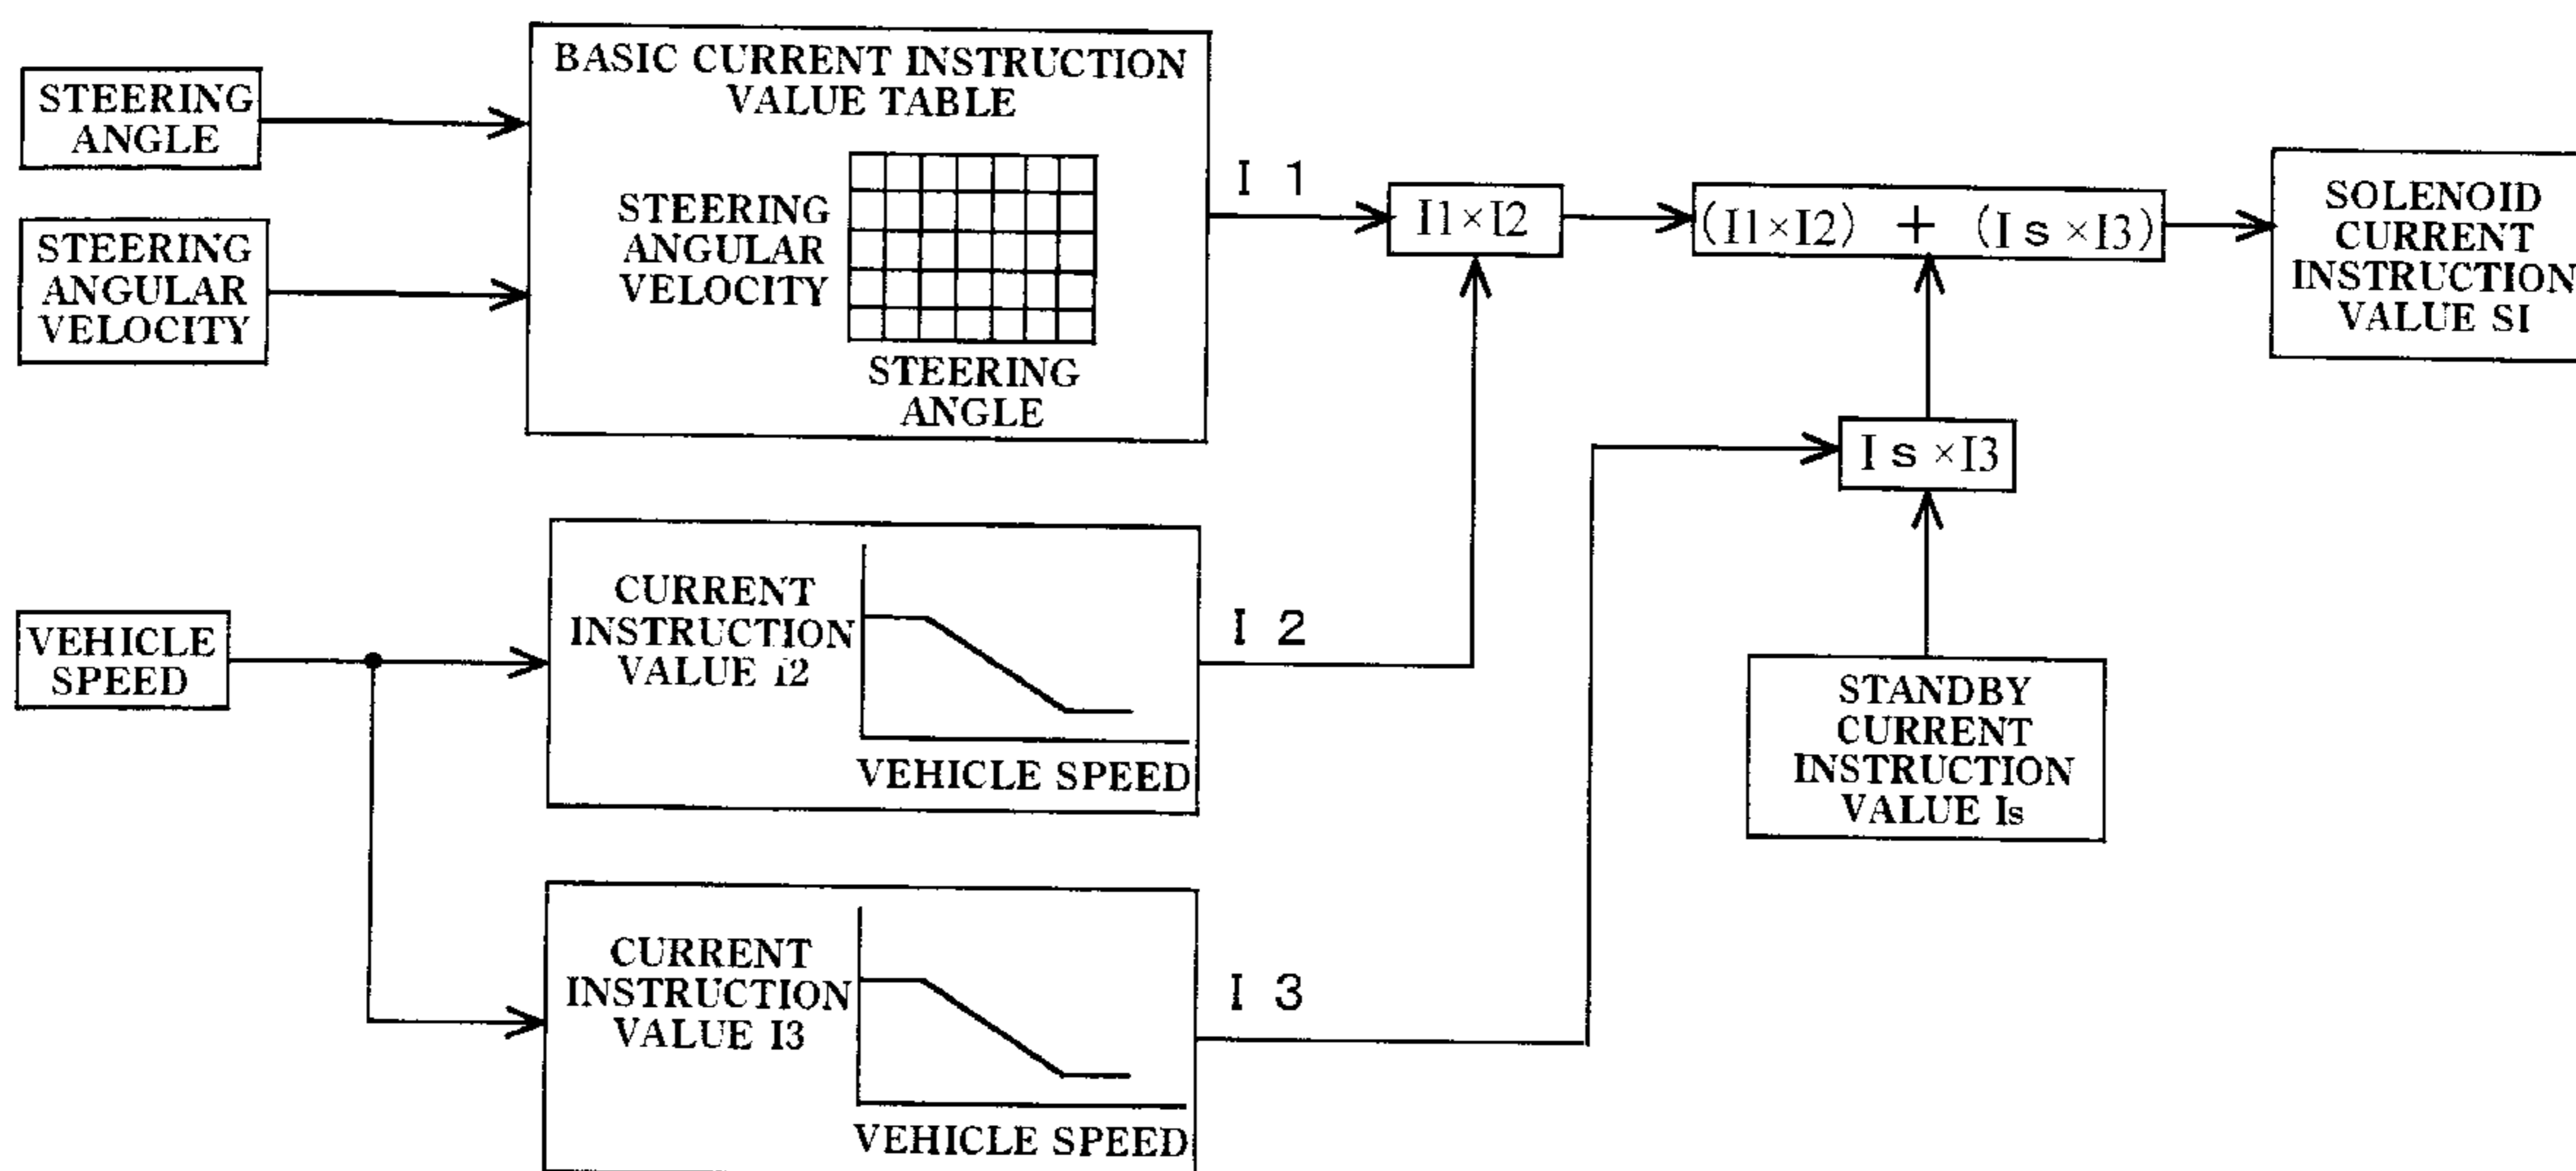 STEERING
ANGLE
STEERING
ANGULAR
VELOCITY
BASIC CURRENT INSTRUCTION
VALUE TABLE
STEERING
ANGULAR
VELOCITY
STEERING
ANGLE
I 1
I1×I2
(I1×I2) + (Is×I3)
SOLENOID
CURRENT
INSTRUCTION
VALUE SI
Is×I3
VEHICLE
SPEED
CURRENT
INSTRUCTION
VALUE I2
VEHICLE SPEED
I 2
STANDBY
CURRENT
INSTRUCTION
VALUE Is
CURRENT
INSTRUCTION
VALUE I3
VEHICLE SPEED
I 3